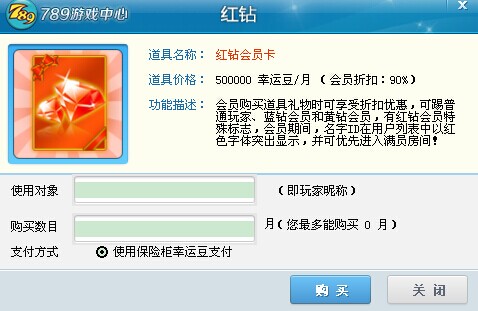 789游戏中心
红钻
道具名称： 红钻会员卡
道具价格： 500000 幸运豆/月 （ 会员折扣：90%）
功能描述： 会员购买道具礼物时可享受折扣优惠，可踢普
通玩家、蓝钻会员和黄钻会员，有红钻会员特
殊标志，会员期间，名字ID在用户列表中以红
色字体突出显示，并可优先进入满员房间！
使用对象 （即玩家昵称）
购买数目 月（您最多能购买 0 月）
支付方式 使用保险柜幸运豆支付
购 买 关 闭